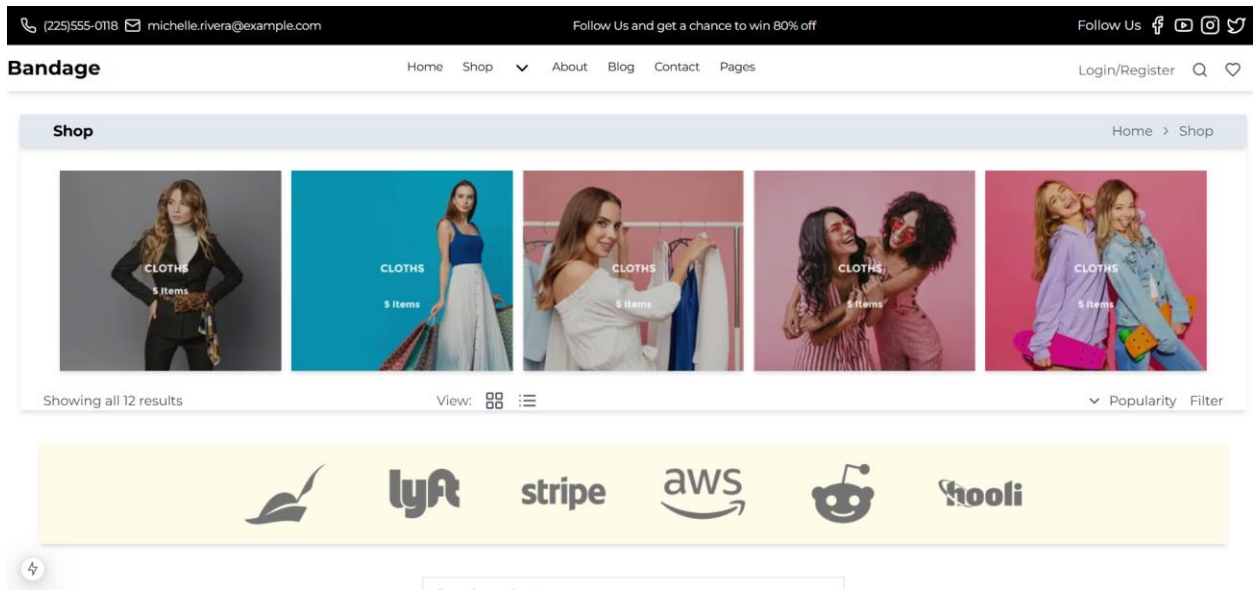 (225)555-0118 michelle.rivera@example.com Follow Us and get a chance to win 80% off Follow Us
Bandage Home Shop About Blog Contact Pages Login/Register
Shop Home > Shop
CLOTHS CLOTHS CLOTHS CLOTHS CLOTHS
5 Items 5 Items 5 Items 5 Items 5 Items
Showing all 12 results View: Popularity Filter
lyft stripe aws hooli